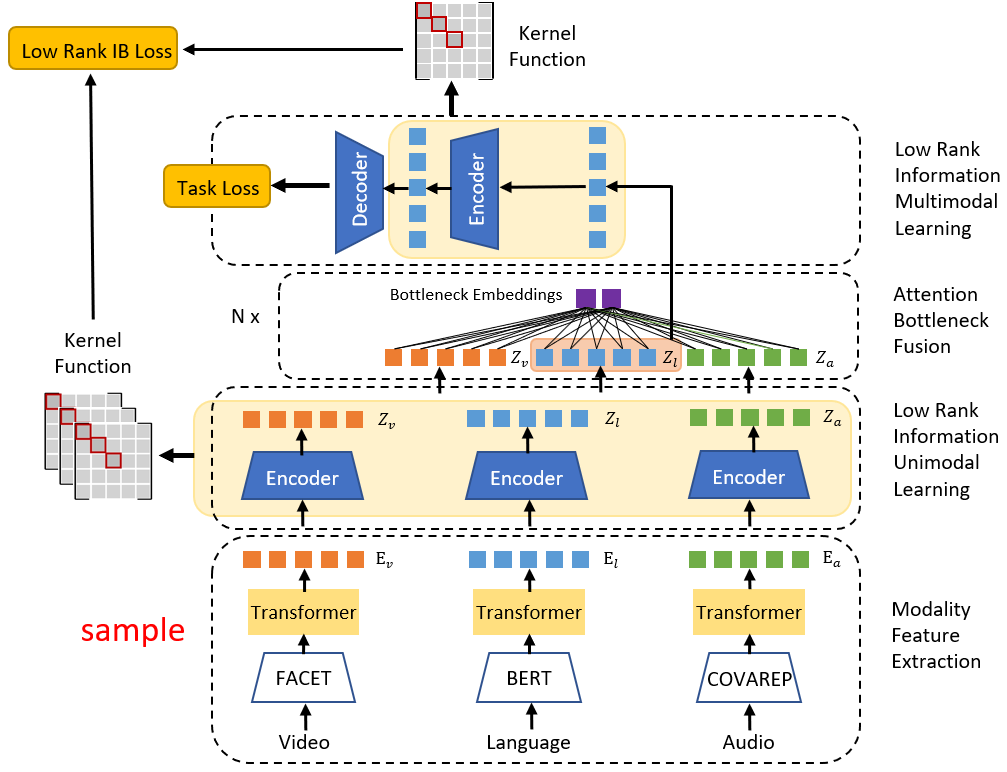 Kernel
Function
Low Rank IB Loss
Low Rank
Information
Multimodal
Learning
Decoder
Encoder
Task Loss
Bottleneck Embeddings
N x
Z_v
Z_l
Z_a
Attention
Bottleneck
Fusion
Kernel
Function
Z_v
Z_l
Z_a
Encoder
Encoder
Encoder
Low Rank
Information
Unimodal
Learning
E_v
E_l
E_a
Transformer
Transformer
Transformer
sample
FACET
BERT
COVAREP
Modality
Feature
Extraction
Video
Language
Audio